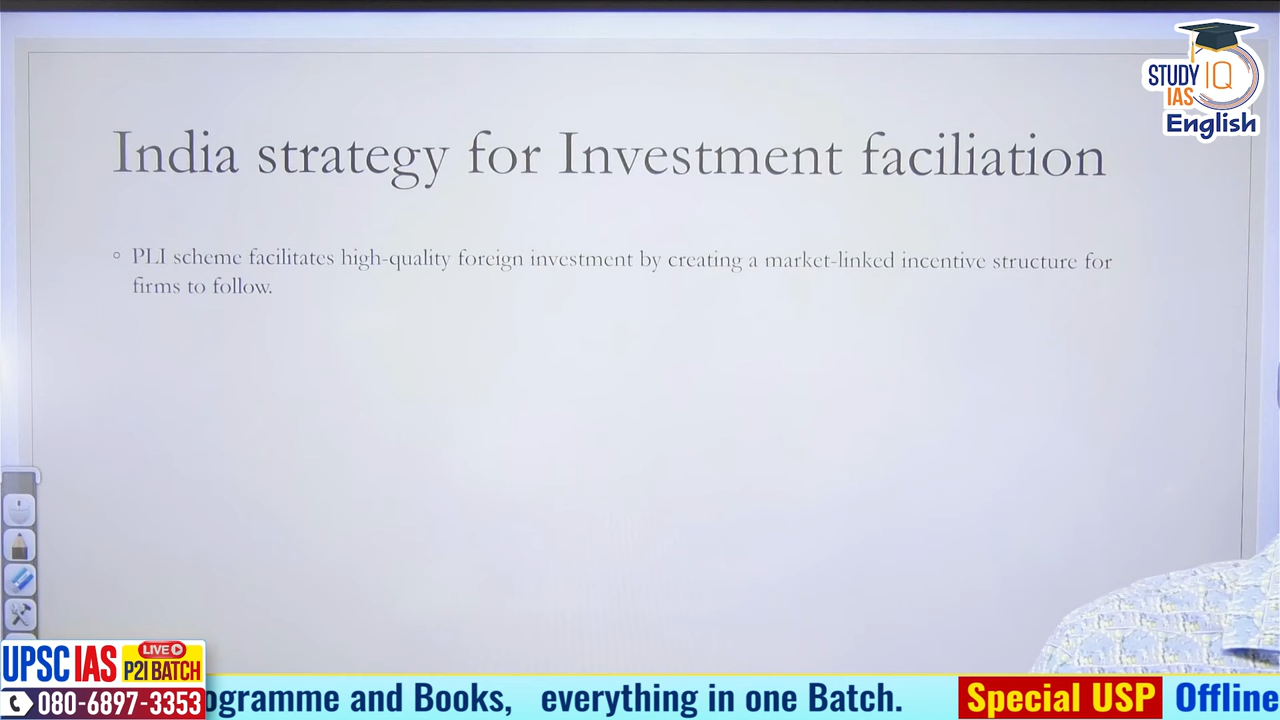 STUDY IQ
IAS
English
India strategy for Investment faciliation
PLI scheme facilitates high-quality foreign investment by creating a market-linked incentive structure for
firms to follow.
UPSC IAS LIVE
P2I BATCH
080-6897-3353
ogramme and Books, everything in one Batch. Special USP Offline